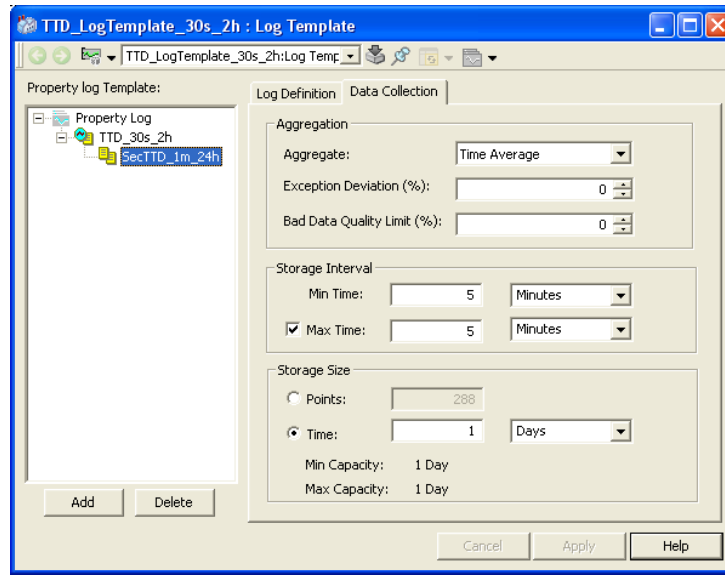 TTD_LogTemplate_30s_2h : Log Template
TTD_LogTemplate_30s_2h:Log Temp
Property log Template:
Property Log
TTD_30s_2h
SecTTD_1m_24h
Add
Delete
Log Definition
Data Collection
Aggregation
Aggregate: Time Average
Exception Deviation (%): 0
Bad Data Quality Limit (%): 0
Storage Interval
Min Time: 5 Minutes
Max Time: 5 Minutes
Storage Size
Points: 288
Time: 1 Days
Min Capacity: 1 Day
Max Capacity: 1 Day
Cancel
Apply
Help